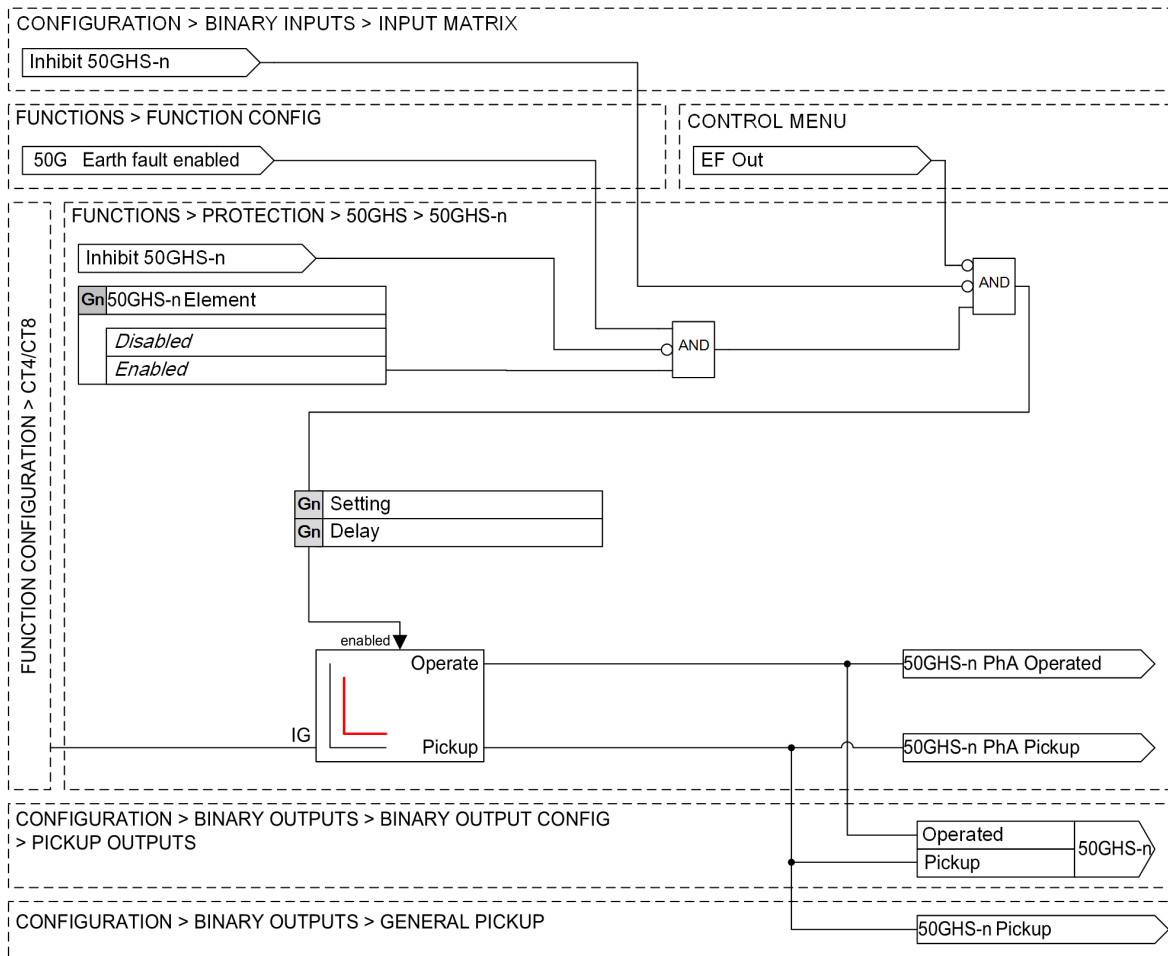 CONFIGURATION > BINARY INPUTS > INPUT MATRIX
Inhibit 50GHS-n
FUNCTIONS > FUNCTION CONFIG
50G Earth fault enabled
CONTROL MENU
EF Out
FUNCTION CONFIGURATION > CT4/CT8
FUNCTIONS > PROTECTION > 50GHS > 50GHS-n
Inhibit 50GHS-n
Gn 50GHS-n Element
Disabled
Enabled
AND
AND
Gn Setting
Gn Delay
enabled
Operate
IG
Pickup
50GHS-n PhA Operated
50GHS-n PhA Pickup
CONFIGURATION > BINARY OUTPUTS > BINARY OUTPUT CONFIG
> PICKUP OUTPUTS
Operated
Pickup
50GHS-n
CONFIGURATION > BINARY OUTPUTS > GENERAL PICKUP
50GHS-n Pickup